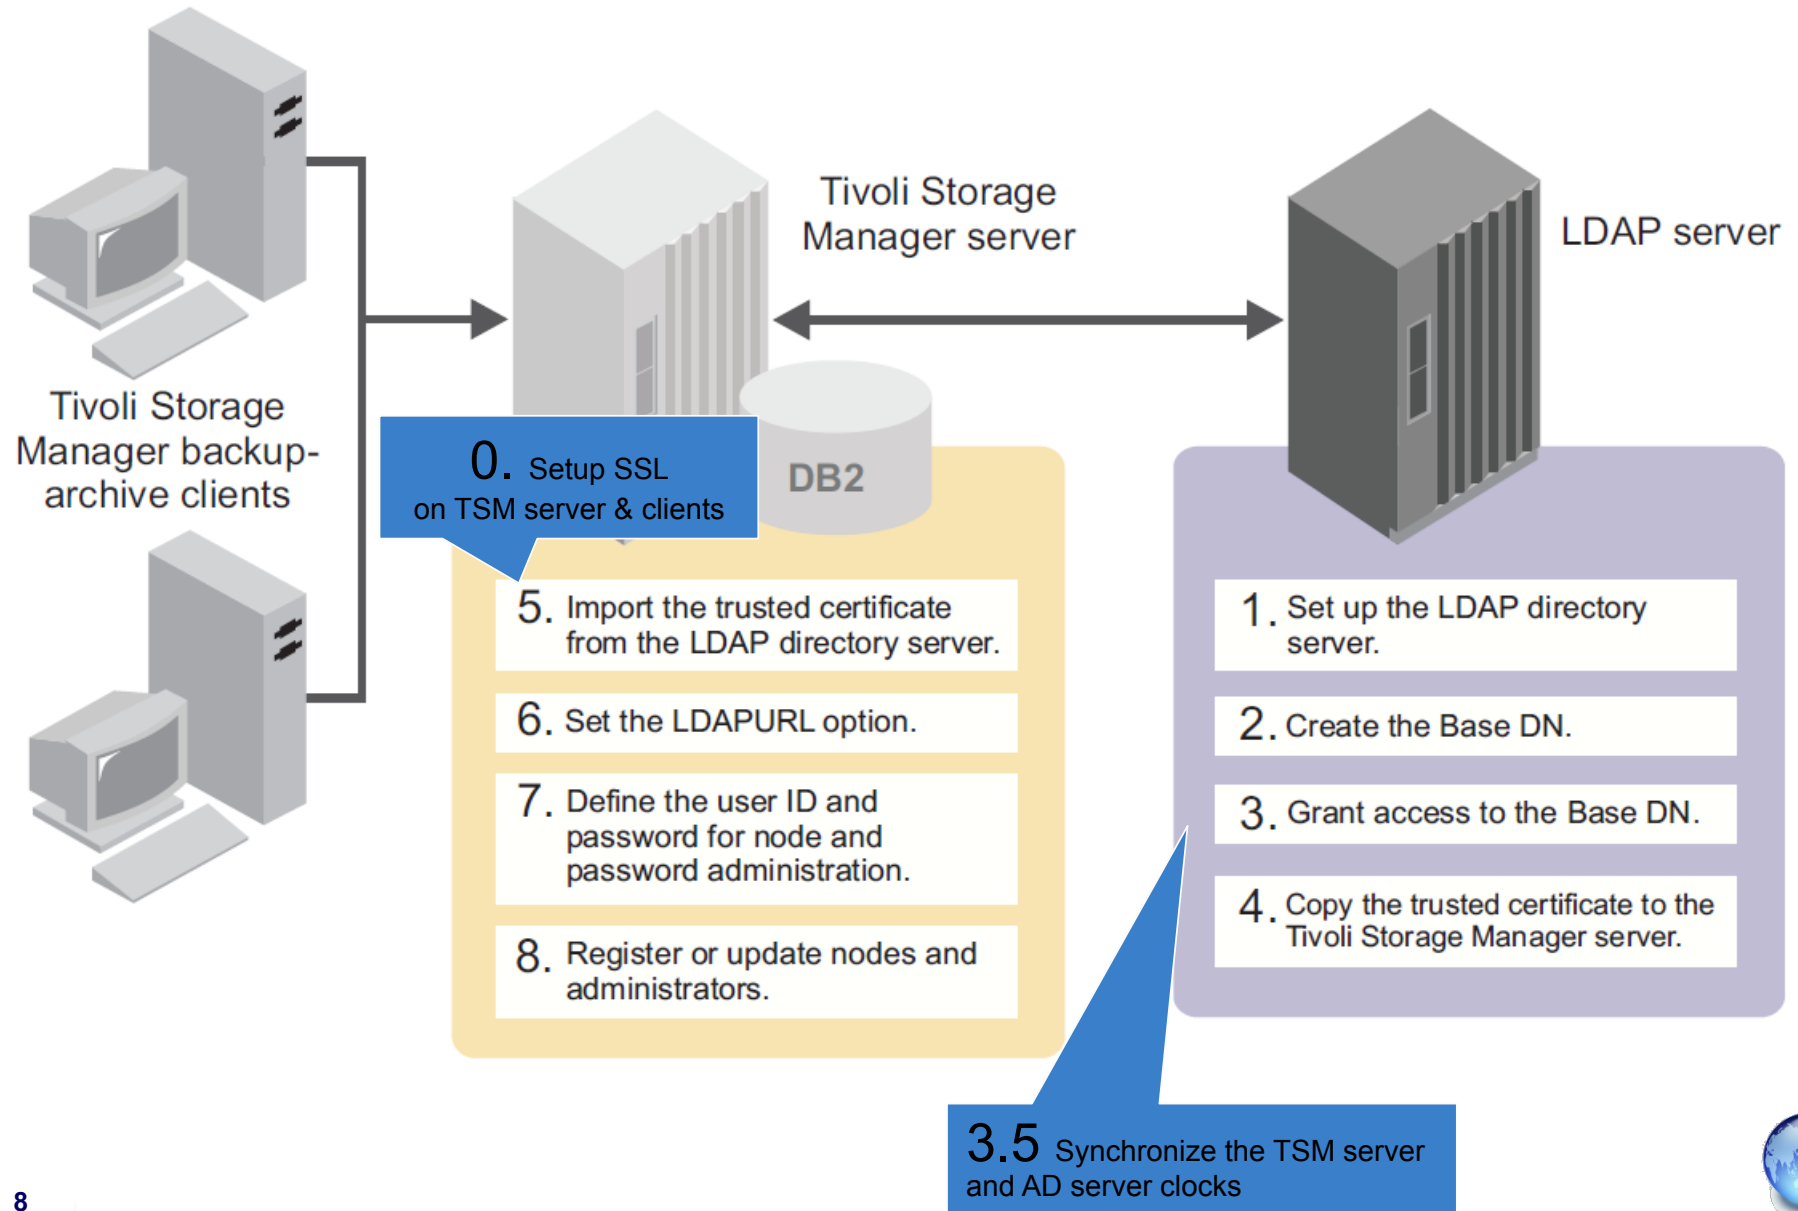 Tivoli Storage
Manager server
LDAP server
Tivoli Storage
Manager backup-
archive clients
DB2
0. Setup SSL
on TSM server & clients
5. Import the trusted certificate
from the LDAP directory server.
6. Set the LDAPURL option.
7. Define the user ID and
password for node and
password administration.
8. Register or update nodes and
administrators.
1. Set up the LDAP directory
server.
2. Create the Base DN.
3. Grant access to the Base DN.
4. Copy the trusted certificate to the
Tivoli Storage Manager server.
3.5 Synchronize the TSM server
and AD server clocks
8